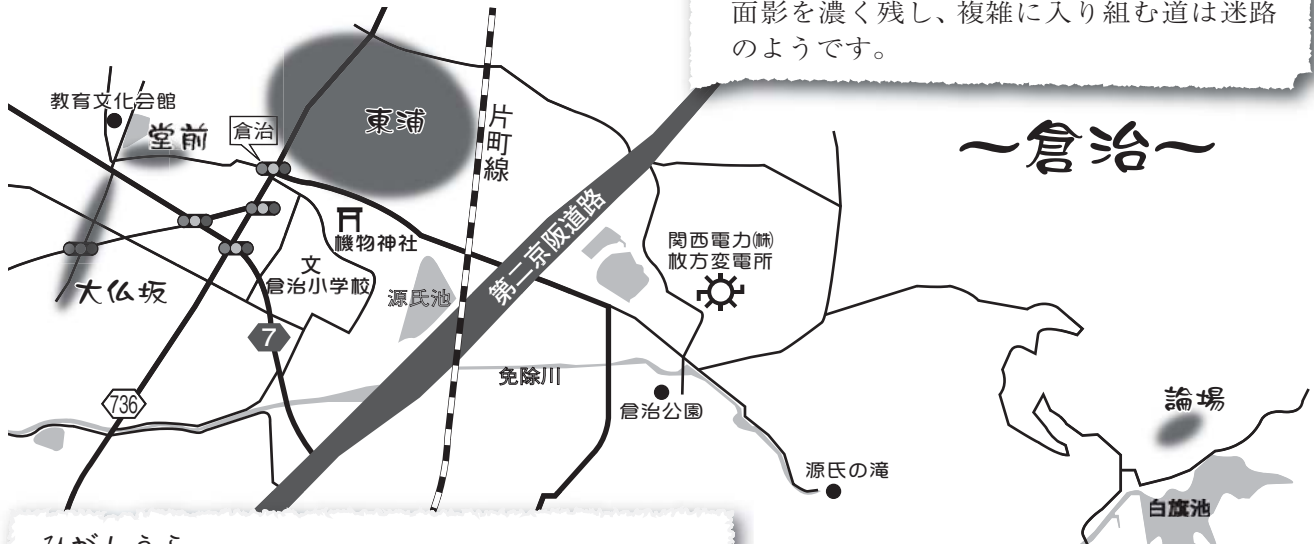 面影を濃く残し、複雑に入り組む道は迷路
のようです。
～倉治～
教育文化会館
堂前
倉治
東浦
片町線
第二京阪道路
機物神社
関西電力㈱
枚方変電所
文
倉治小学校
大仏坂
源氏池
7
免除川
736
倉治公園
論場
源氏の滝
白旗池
ひがしうら